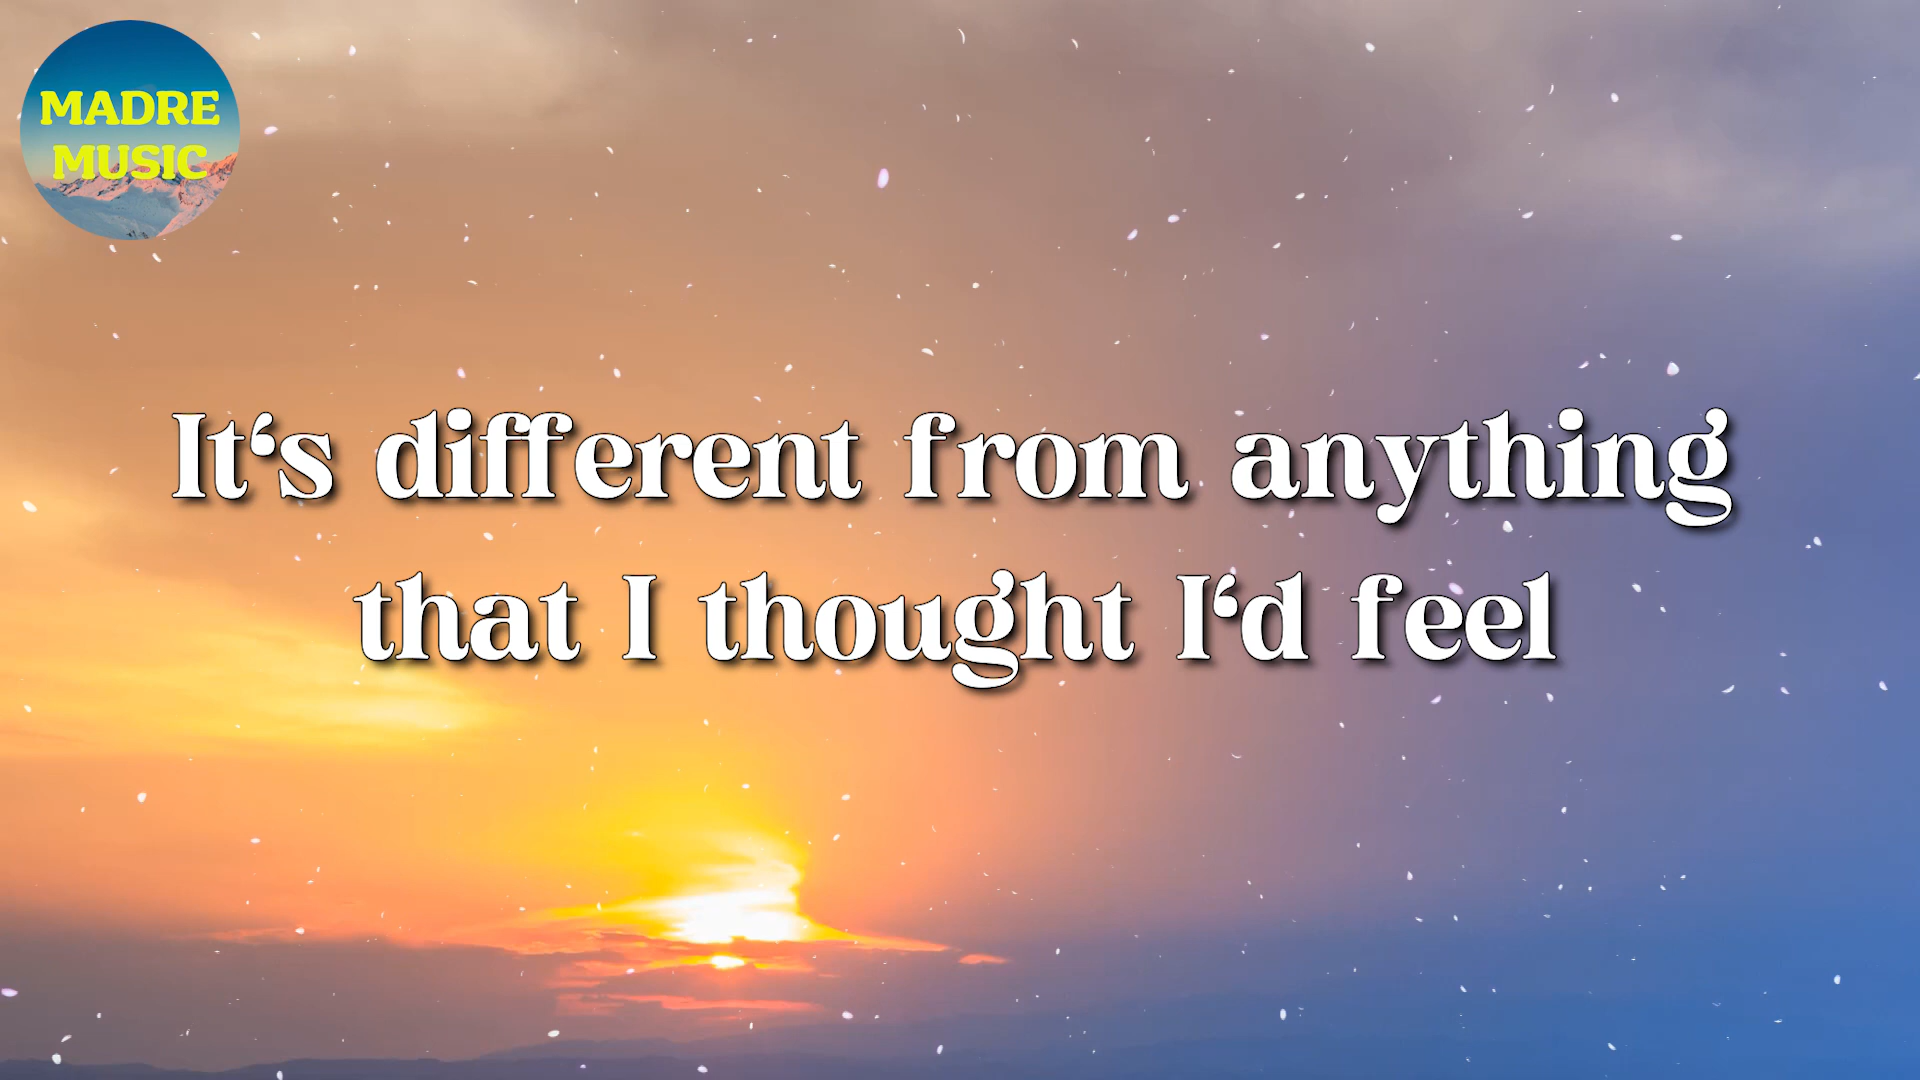 MADRE
MUSIC
It‘s different from anything
that I thought I‘d feel